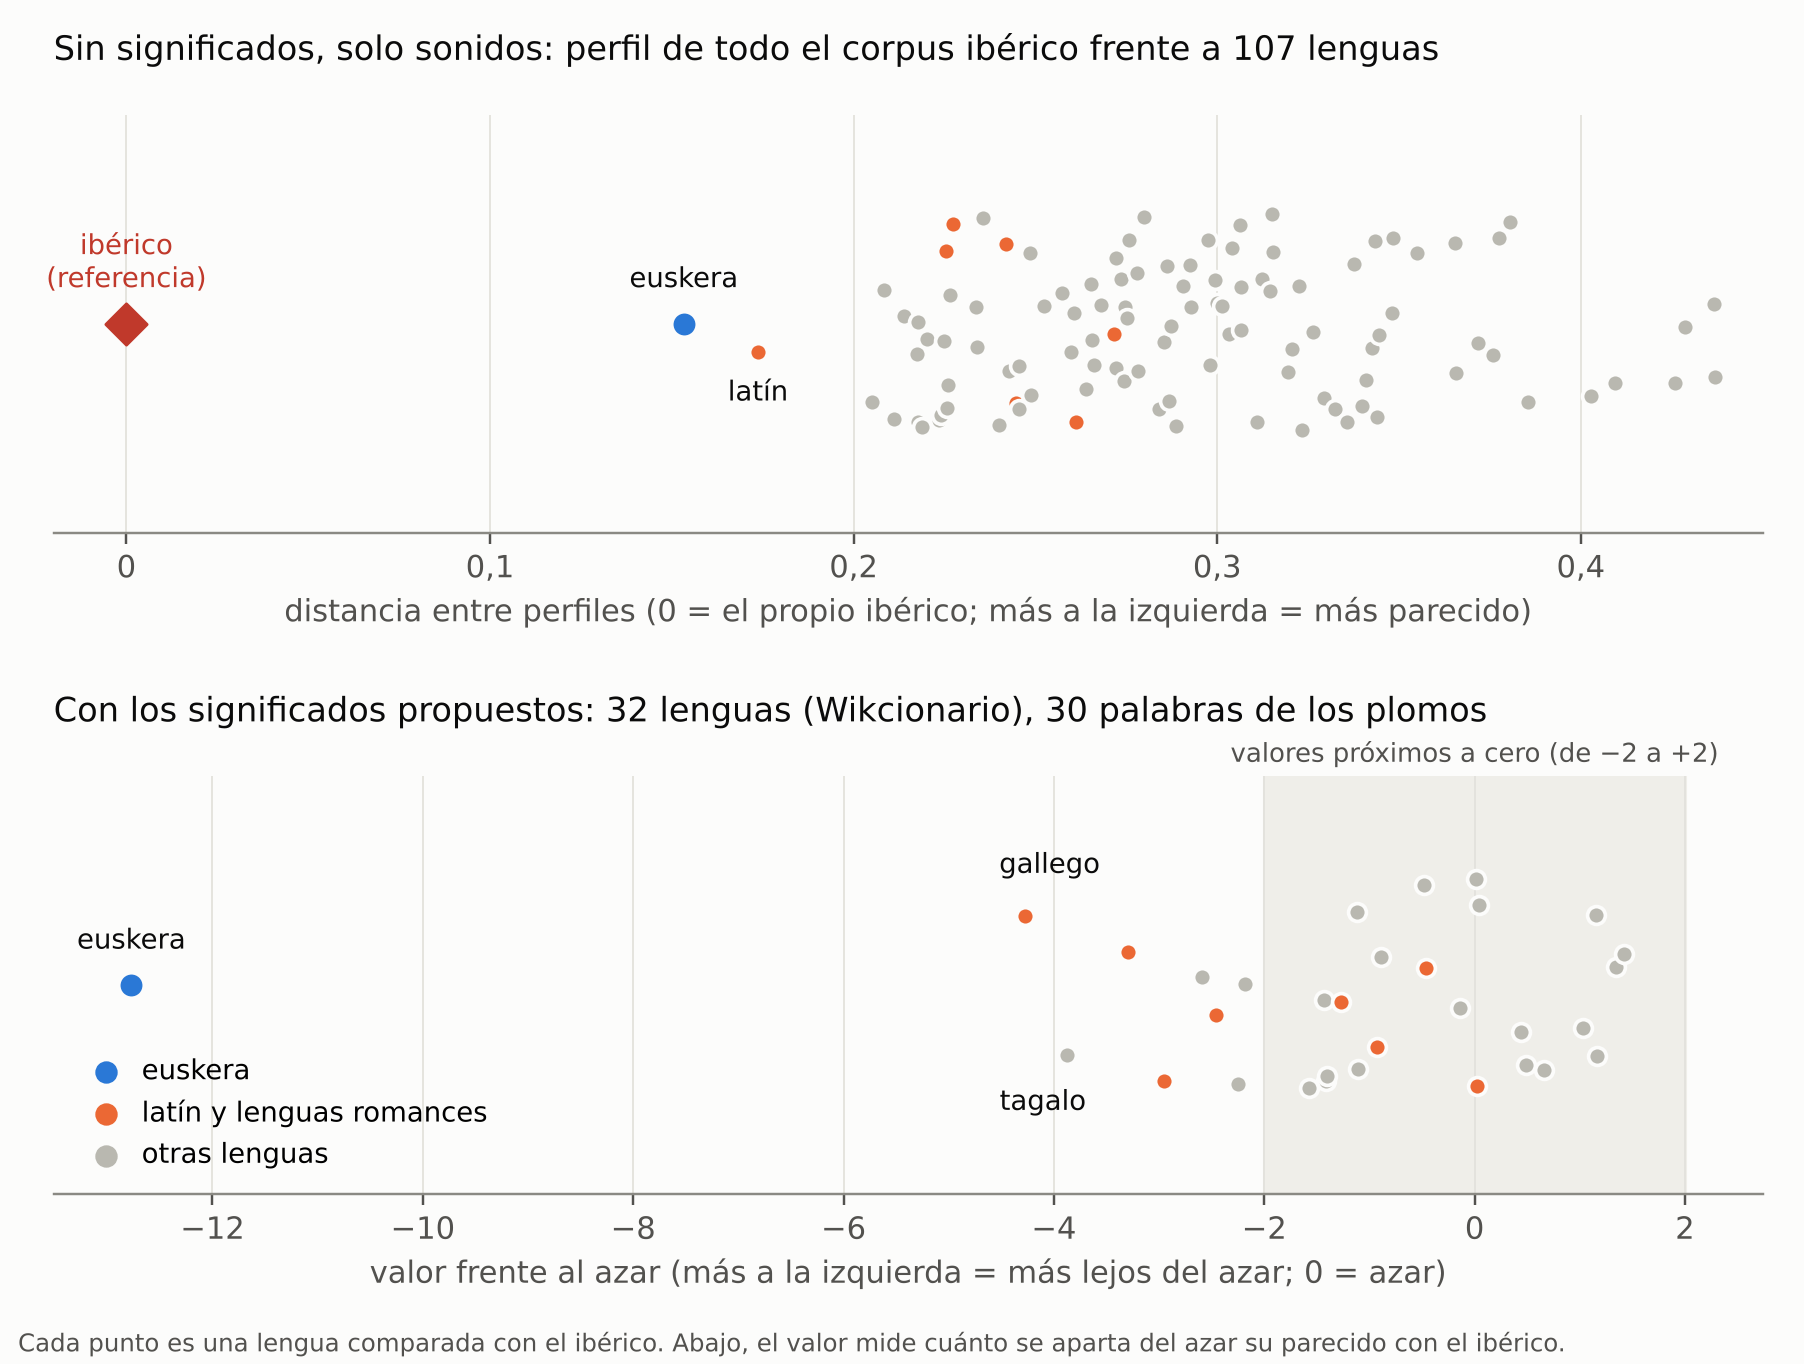 Sin significados, solo sonidos: perfil de todo el corpus ibérico frente a 107 lenguas
ibérico
(referencia)
euskera
latín
0
0,1
0,2
0,3
0,4
distancia entre perfiles (0 = el propio ibérico; más a la izquierda = más parecido)
Con los significados propuestos: 32 lenguas (Wikcionario), 30 palabras de los plomos
valores próximos a cero (de −2 a +2)
gallego
euskera
tagalo
euskera
latín y lenguas romances
otras lenguas
−12
−10
−8
−6
−4
−2
0
2
valor frente al azar (más a la izquierda = más lejos del azar; 0 = azar)
Cada punto es una lengua comparada con el ibérico. Abajo, el valor mide cuánto se aparta del azar su parecido con el ibérico.